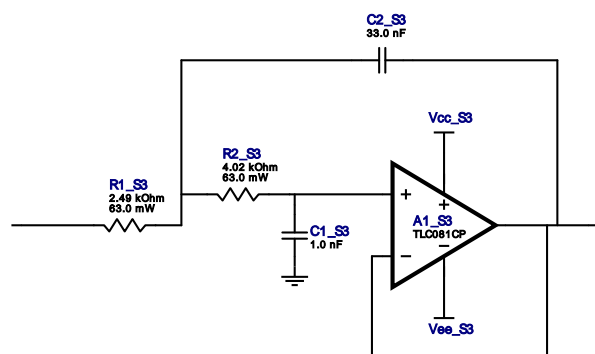 C2_S3
33.0 nF
Vcc_S3
R2_S3
4.02 kOhm
63.0 mW
R1_S3
2.49 kOhm
63.0 mW
+
+
A1_S3
TLC081CP
C1_S3
1.0 nF
−
−
Vee_S3